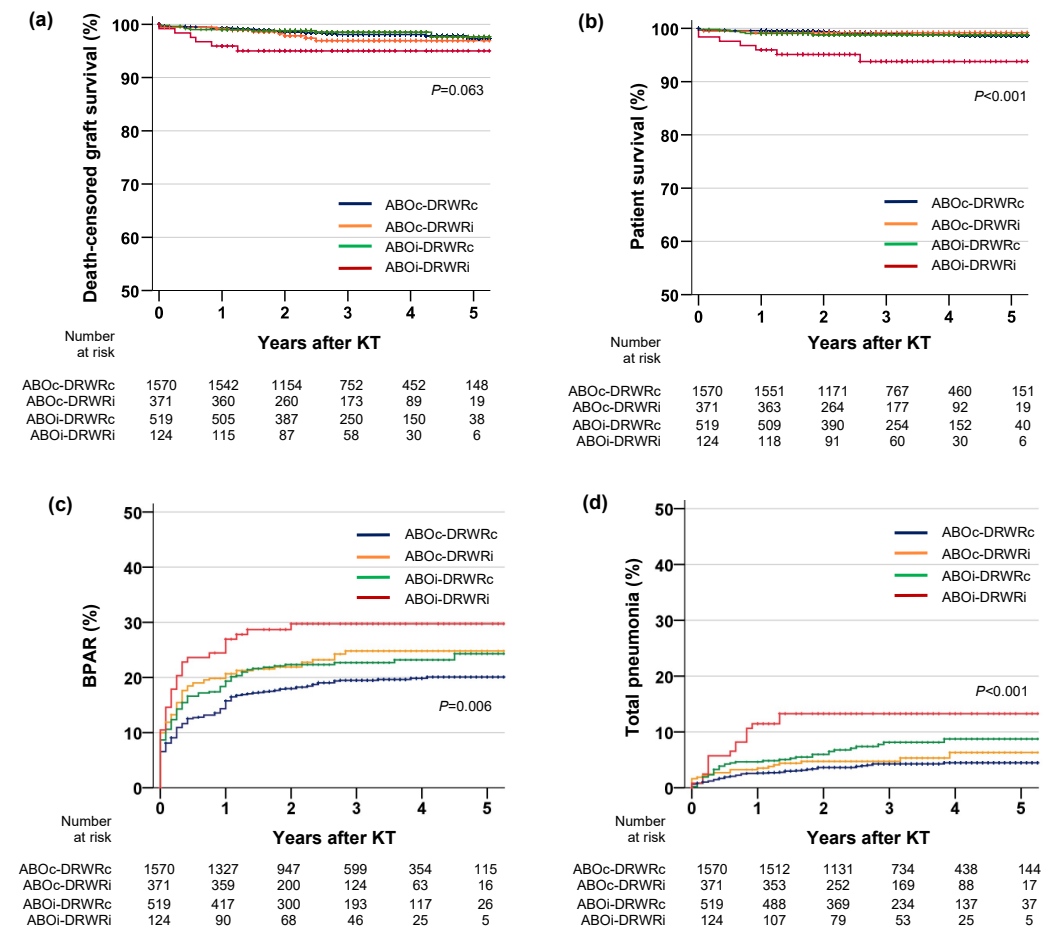 (a)
Death-censored graft survival (%)
100
90
80
70
60
50
P=0.063
ABOc-DRWRc
ABOc-DRWRi
ABOi-DRWRc
ABOi-DRWRi
0 1 2 3 4 5
Years after KT
Number
at risk
ABOc-DRWRc 1570 1542 1154 752 452 148
ABOc-DRWRi 371 360 260 173 89 19
ABOi-DRWRc 519 505 387 250 150 38
ABOi-DRWRi 124 115 87 58 30 6
(b)
Patient survival (%)
100
90
80
70
60
50
P<0.001
ABOc-DRWRc
ABOc-DRWRi
ABOi-DRWRc
ABOi-DRWRi
0 1 2 3 4 5
Years after KT
Number
at risk
ABOc-DRWRc 1570 1551 1171 767 460 151
ABOc-DRWRi 371 363 264 177 92 19
ABOi-DRWRc 519 509 390 254 152 40
ABOi-DRWRi 124 118 91 60 30 6
(c)
BPAR (%)
50
40
30
20
10
0
ABOc-DRWRc
ABOc-DRWRi
ABOi-DRWRc
ABOi-DRWRi
P=0.006
0 1 2 3 4 5
Years after KT
Number
at risk
ABOc-DRWRc 1570 1327 947 599 354 115
ABOc-DRWRi 371 359 200 124 63 16
ABOi-DRWRc 519 417 300 193 117 26
ABOi-DRWRi 124 90 68 46 25 5
(d)
Total pneumonia (%)
50
40
30
20
10
0
ABOc-DRWRc
ABOc-DRWRi
ABOi-DRWRc
ABOi-DRWRi
P<0.001
0 1 2 3 4 5
Years after KT
Number
at risk
ABOc-DRWRc 1570 1512 1131 734 438 144
ABOc-DRWRi 371 353 252 169 88 17
ABOi-DRWRc 519 488 369 234 137 37
ABOi-DRWRi 124 107 79 53 25 5